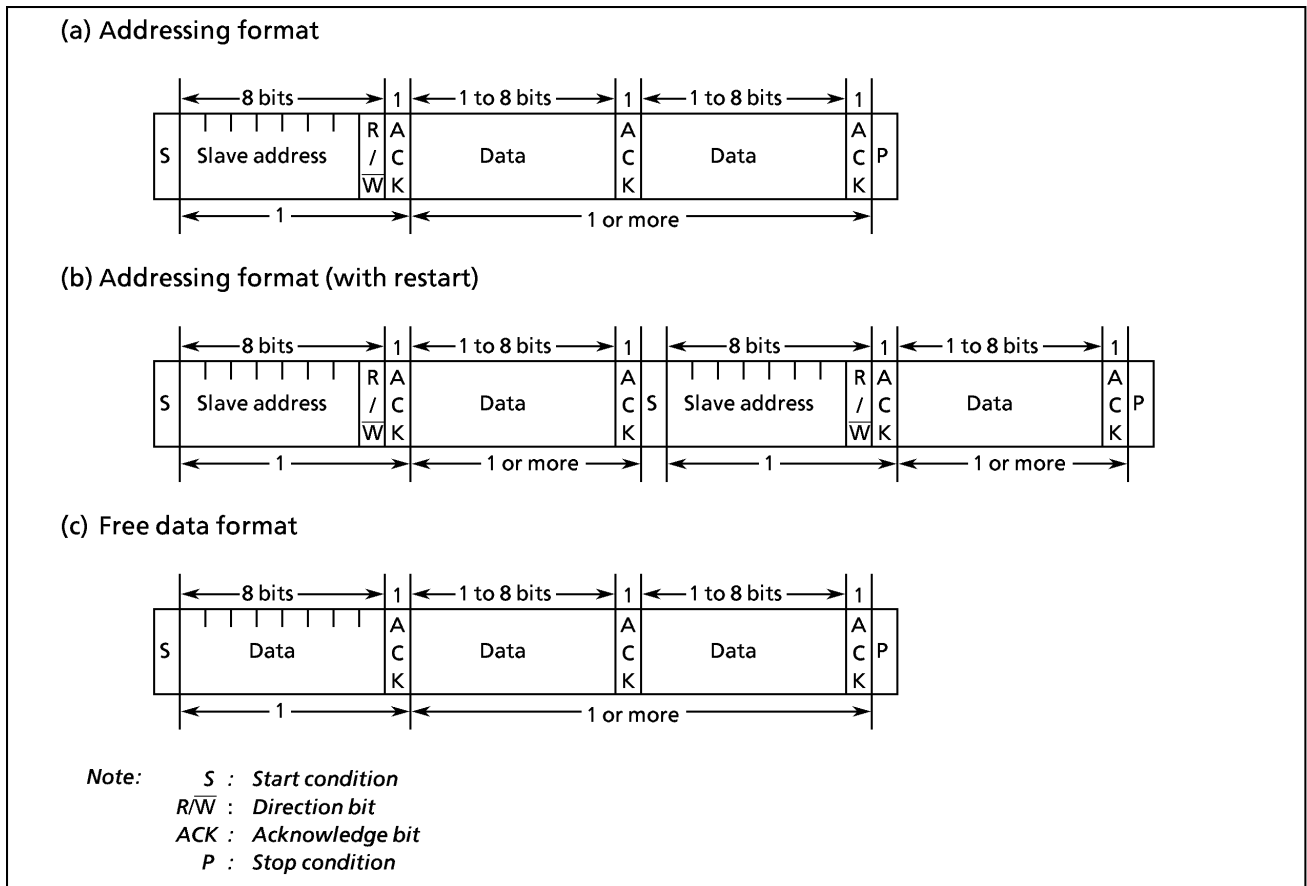 (a) Addressing format
8 bits 1 1 to 8 bits 1 1 to 8 bits 1
S Slave address R/W̅ ACK Data ACK Data ACK P
1 1 or more
(b) Addressing format (with restart)
8 bits 1 1 to 8 bits 1 8 bits 1 1 to 8 bits 1
S Slave address R/W̅ ACK Data ACK S Slave address R/W̅ ACK Data ACK P
1 1 or more 1 1 or more
(c) Free data format
8 bits 1 1 to 8 bits 1 1 to 8 bits 1
S Data ACK Data ACK Data ACK P
1 1 or more
Note: S : Start condition
R/W̅ : Direction bit
ACK : Acknowledge bit
P : Stop condition